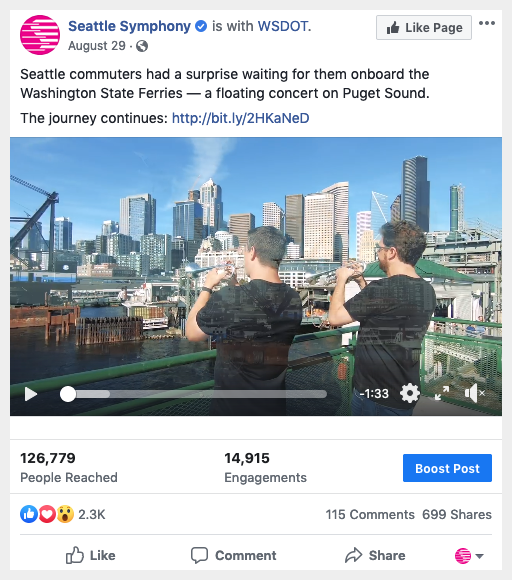 Seattle Symphony is with WSDOT.
August 29 ·
Like Page
Seattle commuters had a surprise waiting for them onboard the
Washington State Ferries — a floating concert on Puget Sound.
The journey continues: http://bit.ly/2HKaNeD
-1:33
126,779
People Reached
14,915
Engagements
Boost Post
2.3K
115 Comments 699 Shares
Like
Comment
Share